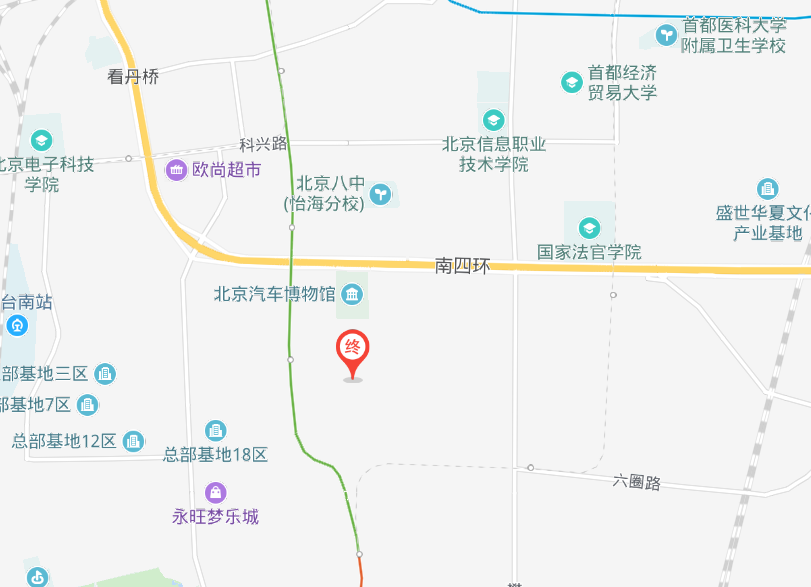 首都医科大学
附属卫生学校
看丹桥
首都经济
贸易大学
科兴路
北京信息职业
技术学院
北京电子科技
学院
欧尚超市
北京八中
(怡海分校)
盛世华夏文化
产业基地
国家法官学院
南四环
北京汽车博物馆
台南站
终
部基地三区
部基地7区
总部基地12区
总部基地18区
六圈路
永旺梦乐城